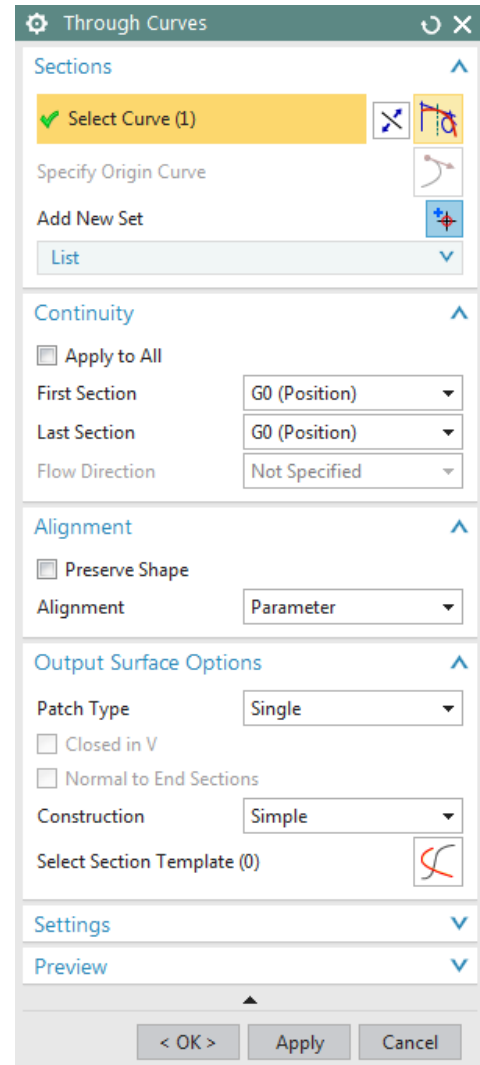 Through Curves
Sections
Select Curve (1)
Specify Origin Curve
Add New Set
List
Continuity
Apply to All
First Section G0 (Position)
Last Section G0 (Position)
Flow Direction Not Specified
Alignment
Preserve Shape
Alignment Parameter
Output Surface Options
Patch Type Single
Closed in V
Normal to End Sections
Construction Simple
Select Section Template (0)
Settings
Preview
< OK > Apply Cancel